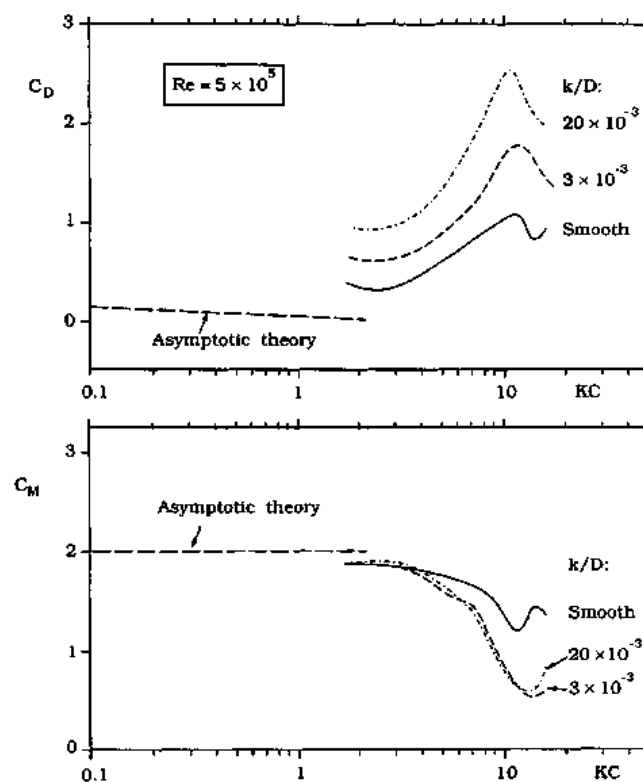 3
C_D
Re = 5 × 10^5
k/D:
20 × 10^-3
2
3 × 10^-3
1
Smooth
0
Asymptotic theory
0.1
1
10
KC
3
C_M
Asymptotic theory
2
k/D:
Smooth
1
20 × 10^-3
3 × 10^-3
0
0.1
1
10
KC